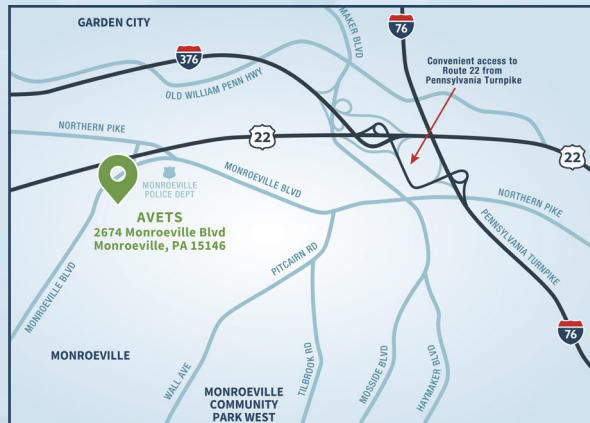 GARDEN CITY
376
OLD WILLIAM PENN HWY
MAKER BLVD
76
Convenient access to
Route 22 from
Pennsylvania Turnpike
NORTHERN PIKE
22
22
MONROEVILLE
POLICE DEPT
MONROEVILLE BLVD
NORTHERN PIKE
AVETS
2674 Monroeville Blvd
Monroeville, PA 15146
PITCAIRN RD
PENNSYLVANIA TURNPIKE
MONROEVILLE BLVD
76
MONROEVILLE
WALL AVE
TILBROOK RD
MOSSIDE BLVD
HAYMAKER BLVD
MONROEVILLE
COMMUNITY
PARK WEST